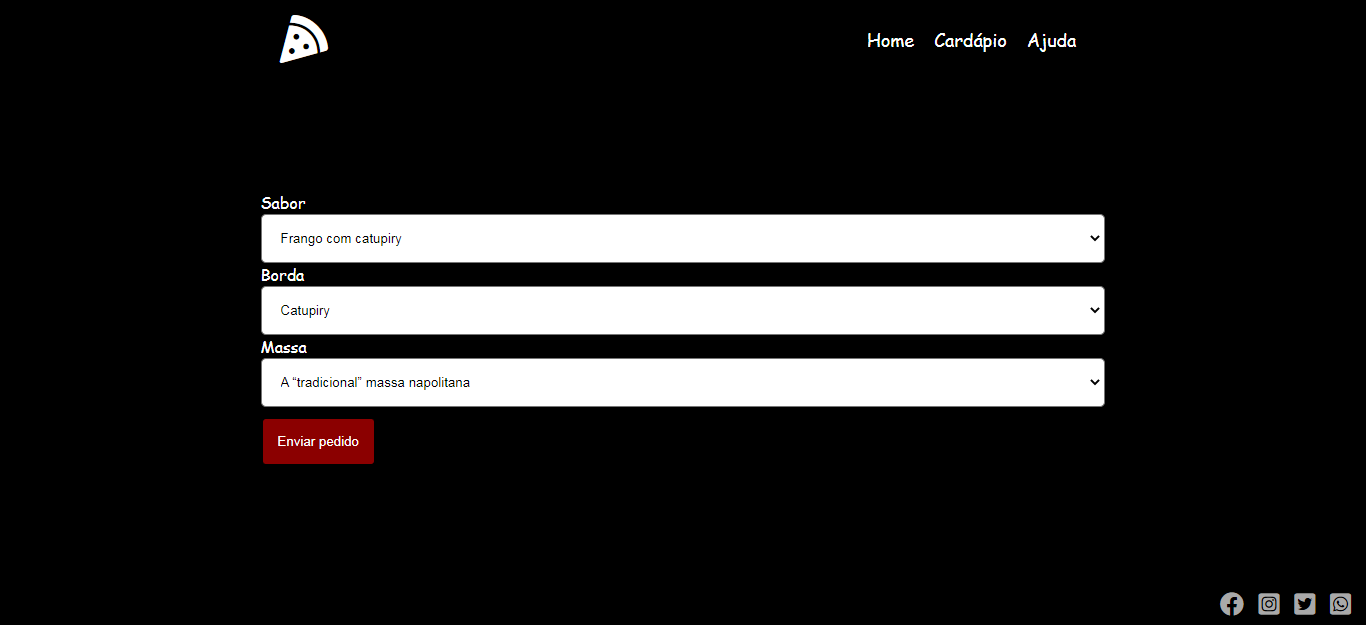 Home Cardápio Ajuda
Sabor
Frango com catupiry
Borda
Catupiry
Massa
A “tradicional” massa napolitana
Enviar pedido